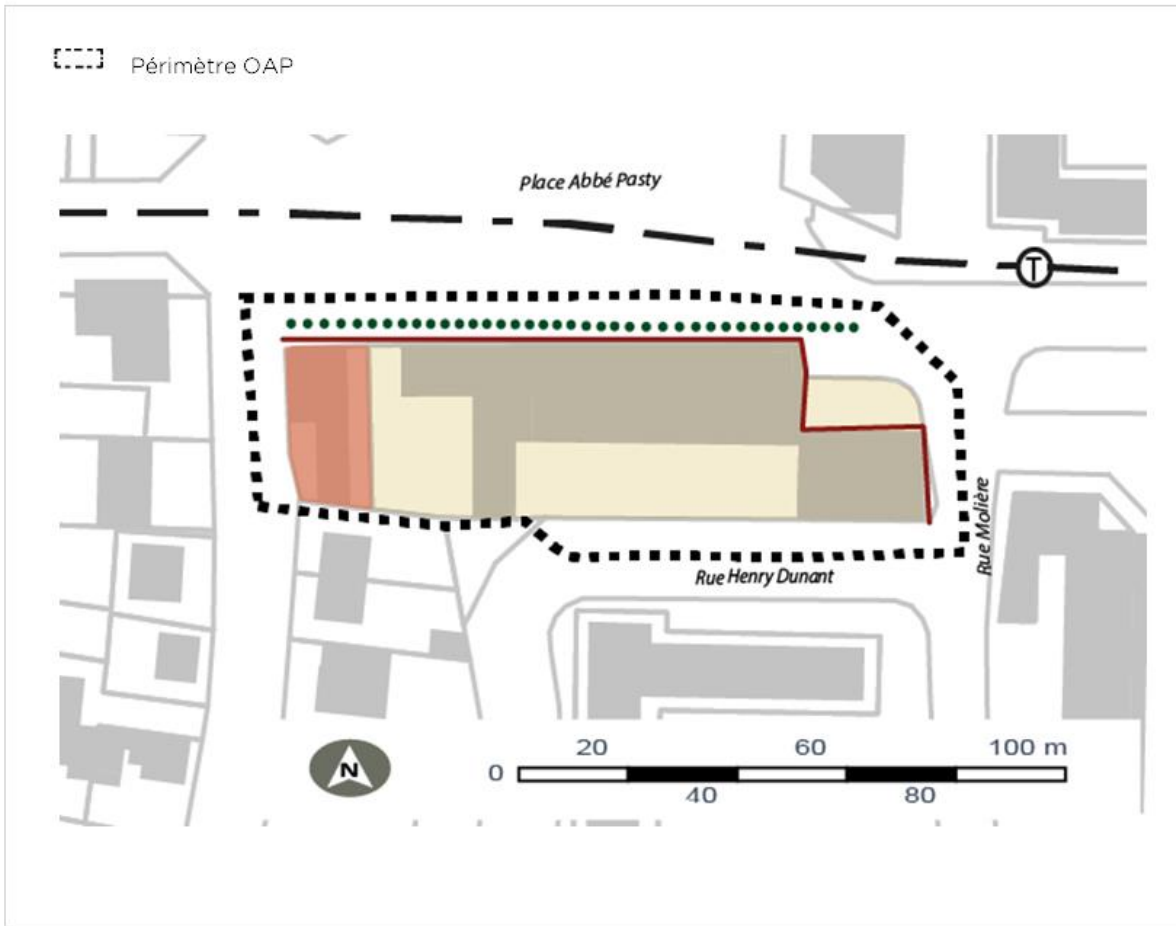 Périmètre OAP
Place Abbé Pasty
T
Rue Molière
Rue Henry Dunant
N
20 60 100 m
0
40 80